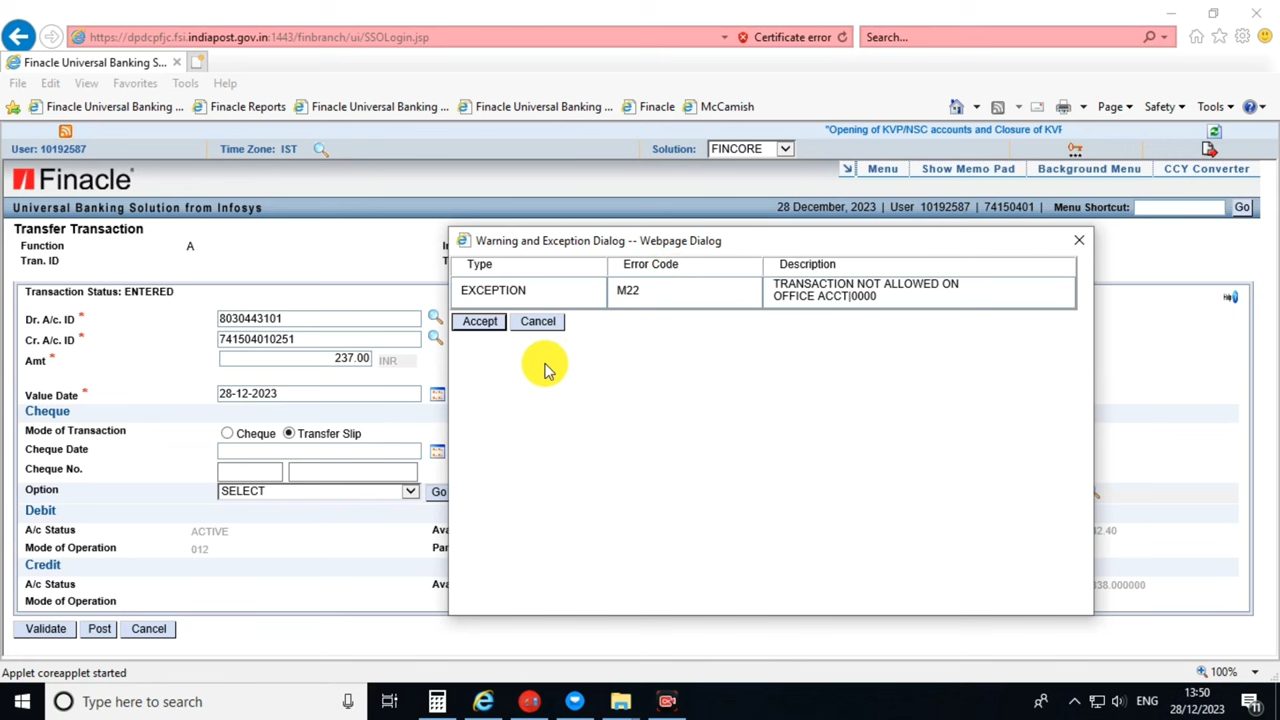 https://dpdcpfjc.fsi.indiapost.gov.in:1443/finbranch/ui/SSOLogin.jsp
Certificate error
Search...
Finacle Universal Banking S...
File Edit View Favorites Tools Help
Finacle Universal Banking ... Finacle Reports Finacle Universal Banking ... Finacle Universal Banking ... Finacle McCamish
Page Safety Tools
"Opening of KVP/NSC accounts and Closure of KVP
User: 10192587 Time Zone: IST Solution: FINCORE
Menu Show Memo Pad Background Menu CCY Converter
Finacle
Universal Banking Solution from Infosys 28 December, 2023 | User 10192587 | 74150401 | Menu Shortcut: Go
Transfer Transaction
Function A
Tran. ID
Transaction Status: ENTERED
Dr. A/c. ID * 8030443101
Cr. A/c. ID * 741504010251
Amt * 237.00 INR
Value Date * 28-12-2023
Cheque
Mode of Transaction Cheque Transfer Slip
Cheque Date
Cheque No.
Option SELECT Go
Debit
A/c Status ACTIVE Ava
Mode of Operation 012 Par
Credit
A/c Status Ava
Mode of Operation
Validate Post Cancel
Warning and Exception Dialog -- Webpage Dialog
Type Error Code Description
EXCEPTION M22 TRANSACTION NOT ALLOWED ON
OFFICE ACCT|0000
Accept Cancel
2.40
38.000000
Applet coreapplet started
100%
Type here to search
ENG
13:50
28/12/2023